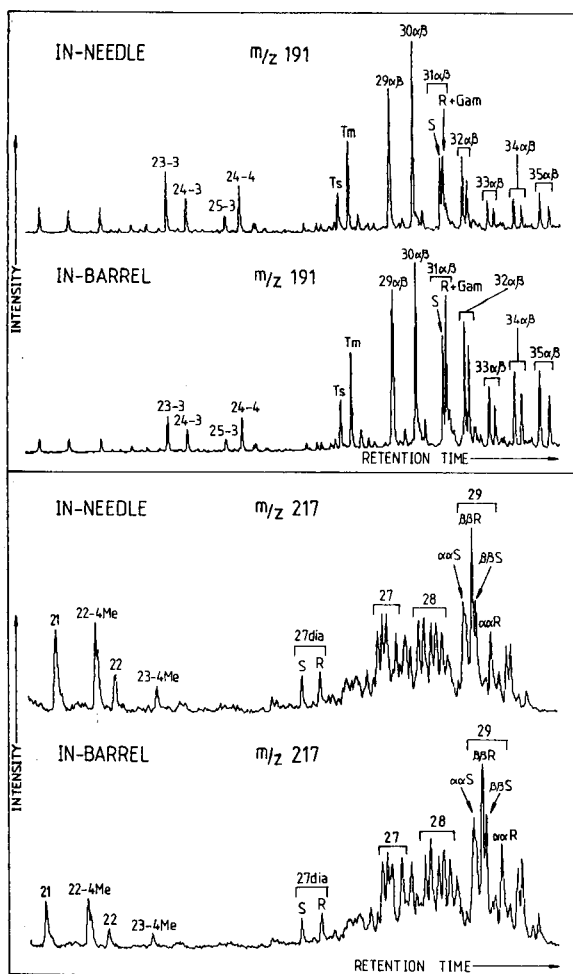 IN-NEEDLE m/z 191
30αβ
29αβ
31αβ
R+Gam
S
32αβ
33αβ
34αβ
35αβ
Tm
Ts
23-3
24-3
25-3
24-4
IN-BARREL m/z 191
30αβ
29αβ
31αβ
R+Gam
S
32αβ
33αβ
34αβ
35αβ
Tm
Ts
23-3
24-3
25-3
24-4
INTENSITY
RETENTION TIME
IN-NEEDLE m/z 217
29
ββR
ααS
ββS
ααR
27
28
27dia
S R
21
22-4Me
22
23-4Me
IN-BARREL m/z 217
29
ββR
ααS
ββS
ααR
27
28
27dia
S R
21
22-4Me
22
23-4Me
INTENSITY
RETENTION TIME